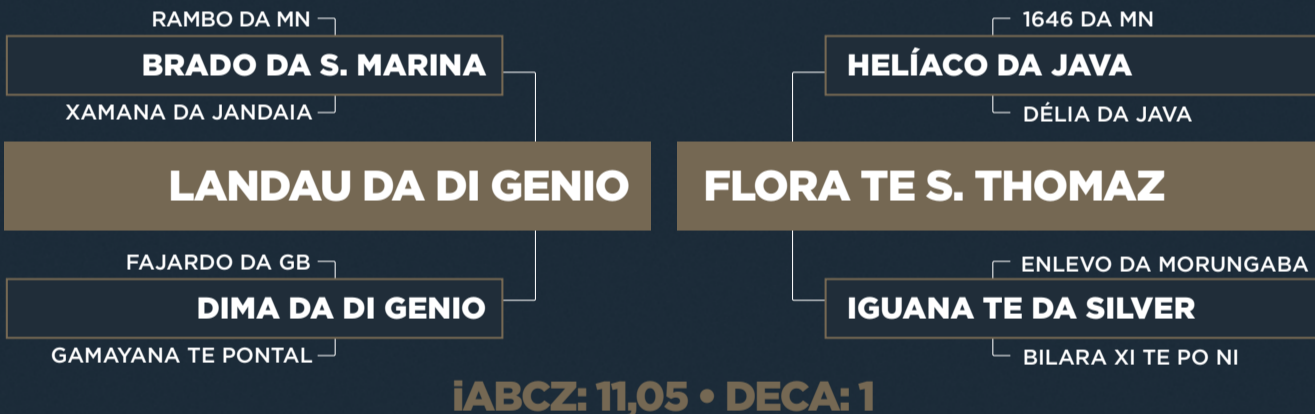 RAMBO DA MN
BRADO DA S. MARINA
XAMANA DA JANDAIA
LANDAU DA DI GENIO
FAJARDO DA GB
DIMA DA DI GENIO
GAMAYANA TE PONTAL
1646 DA MN
HELÍACO DA JAVA
DÉLIA DA JAVA
FLORA TE S. THOMAZ
ENLEVO DA MORUNGABA
IGUANA TE DA SILVER
BILARA XI TE PO NI
iABCZ: 11,05 • DECA: 1